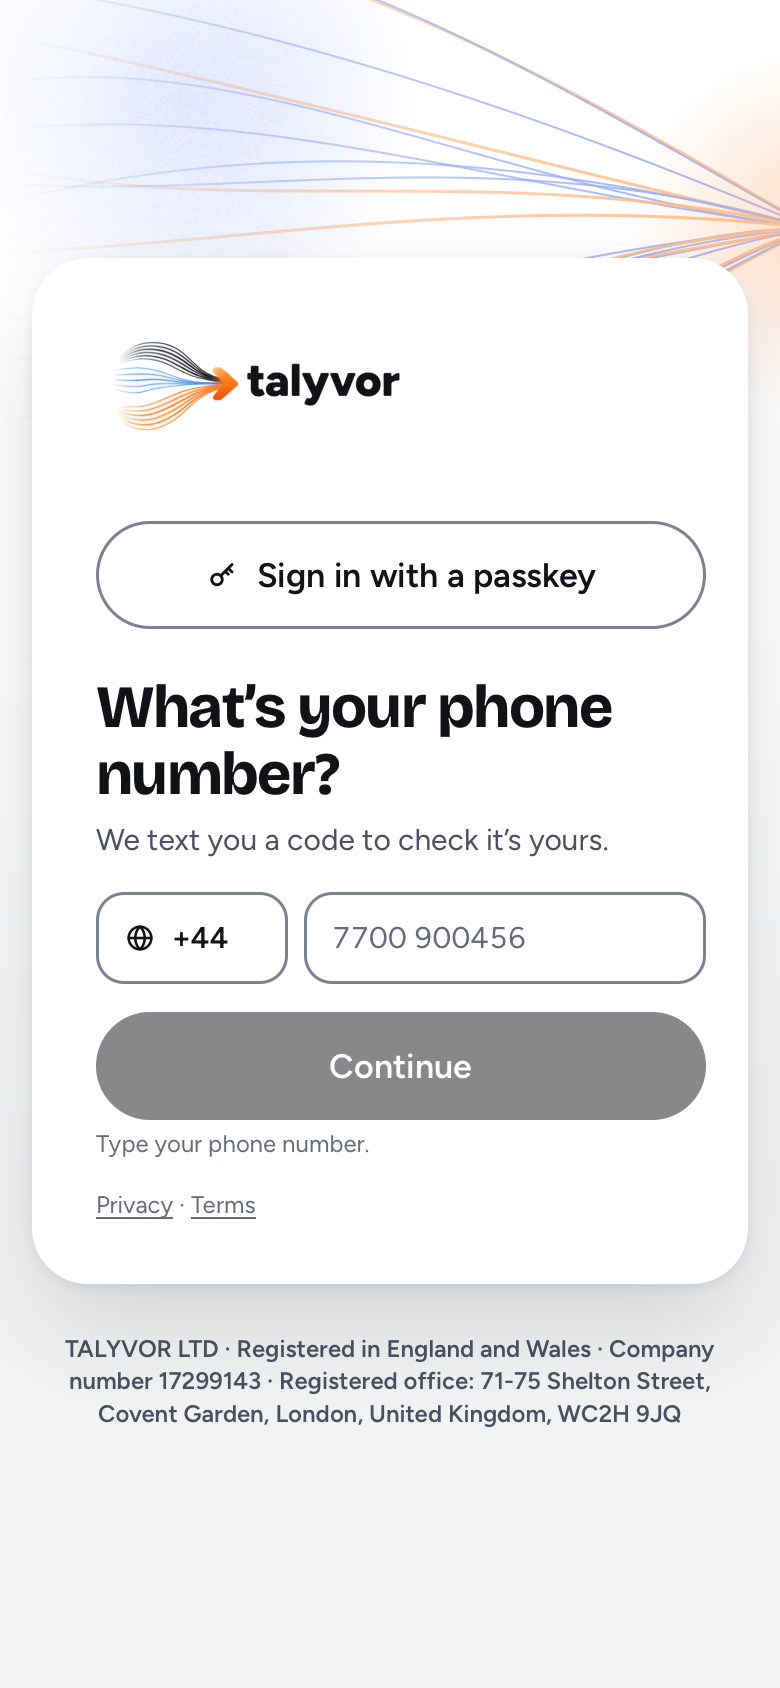 talyvor
Sign in with a passkey
What’s your phone
number?
We text you a code to check it’s yours.
+44
7700 900456
Continue
Type your phone number.
Privacy · Terms
TALYVOR LTD · Registered in England and Wales · Company
number 17299143 · Registered office: 71-75 Shelton Street,
Covent Garden, London, United Kingdom, WC2H 9JQ